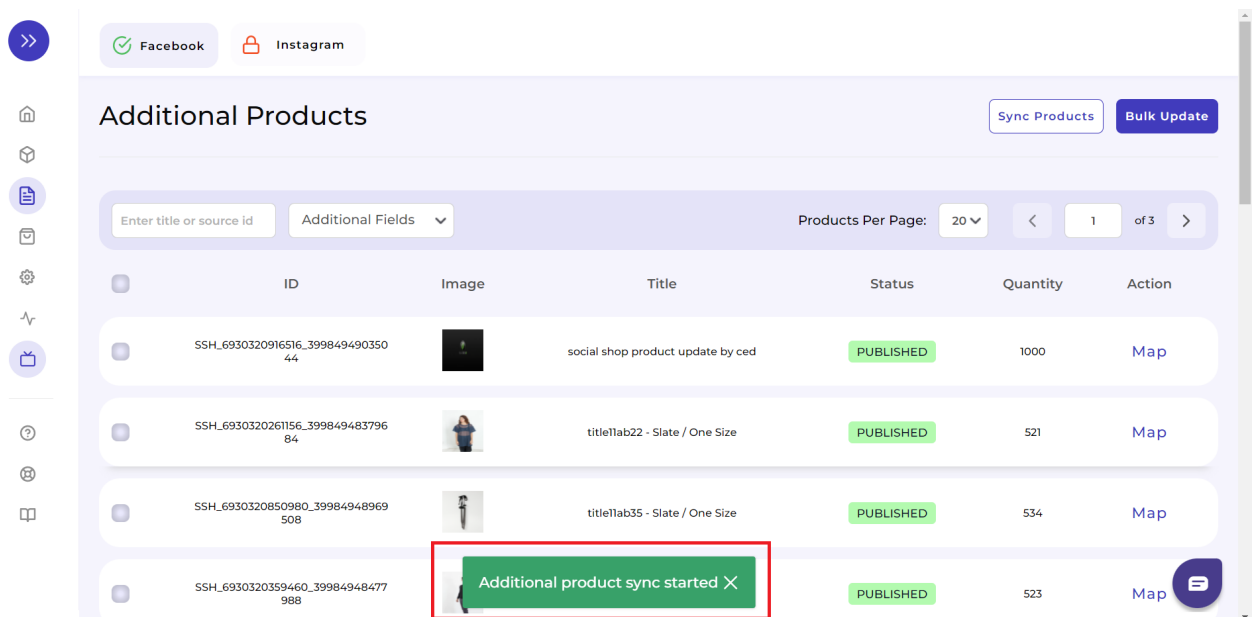 Facebook
Instagram
Additional Products
Sync Products
Bulk Update
Enter title or source id
Additional Fields
Products Per Page:
20
1
of 3
ID
Image
Title
Status
Quantity
Action
SSH_6930320916516_399849490350
44
social shop product update by ced
PUBLISHED
1000
Map
SSH_6930320261156_399849483796
84
title11ab22 - Slate / One Size
PUBLISHED
521
Map
SSH_6930320850980_39984948969
508
title11ab35 - Slate / One Size
PUBLISHED
534
Map
SSH_6930320359460_39984948477
988
Additional product sync started
PUBLISHED
523
Map